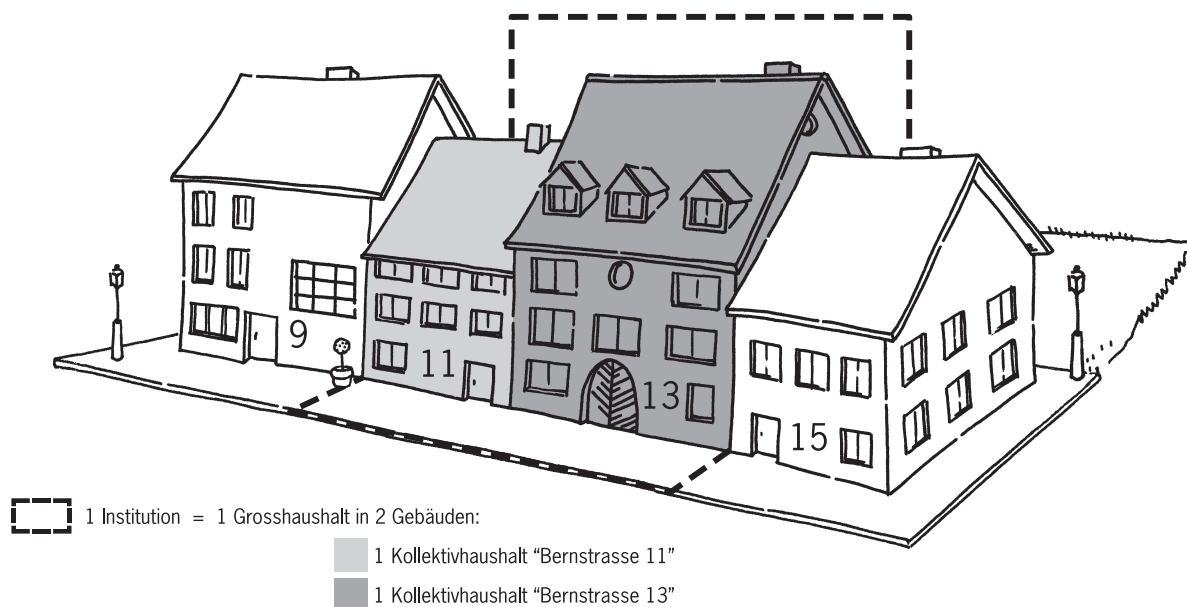 9
11
13
15
1 Institution = 1 Grosshaushalt in 2 Gebäuden:
1 Kollektivhaushalt “Bernstrasse 11”
1 Kollektivhaushalt “Bernstrasse 13”